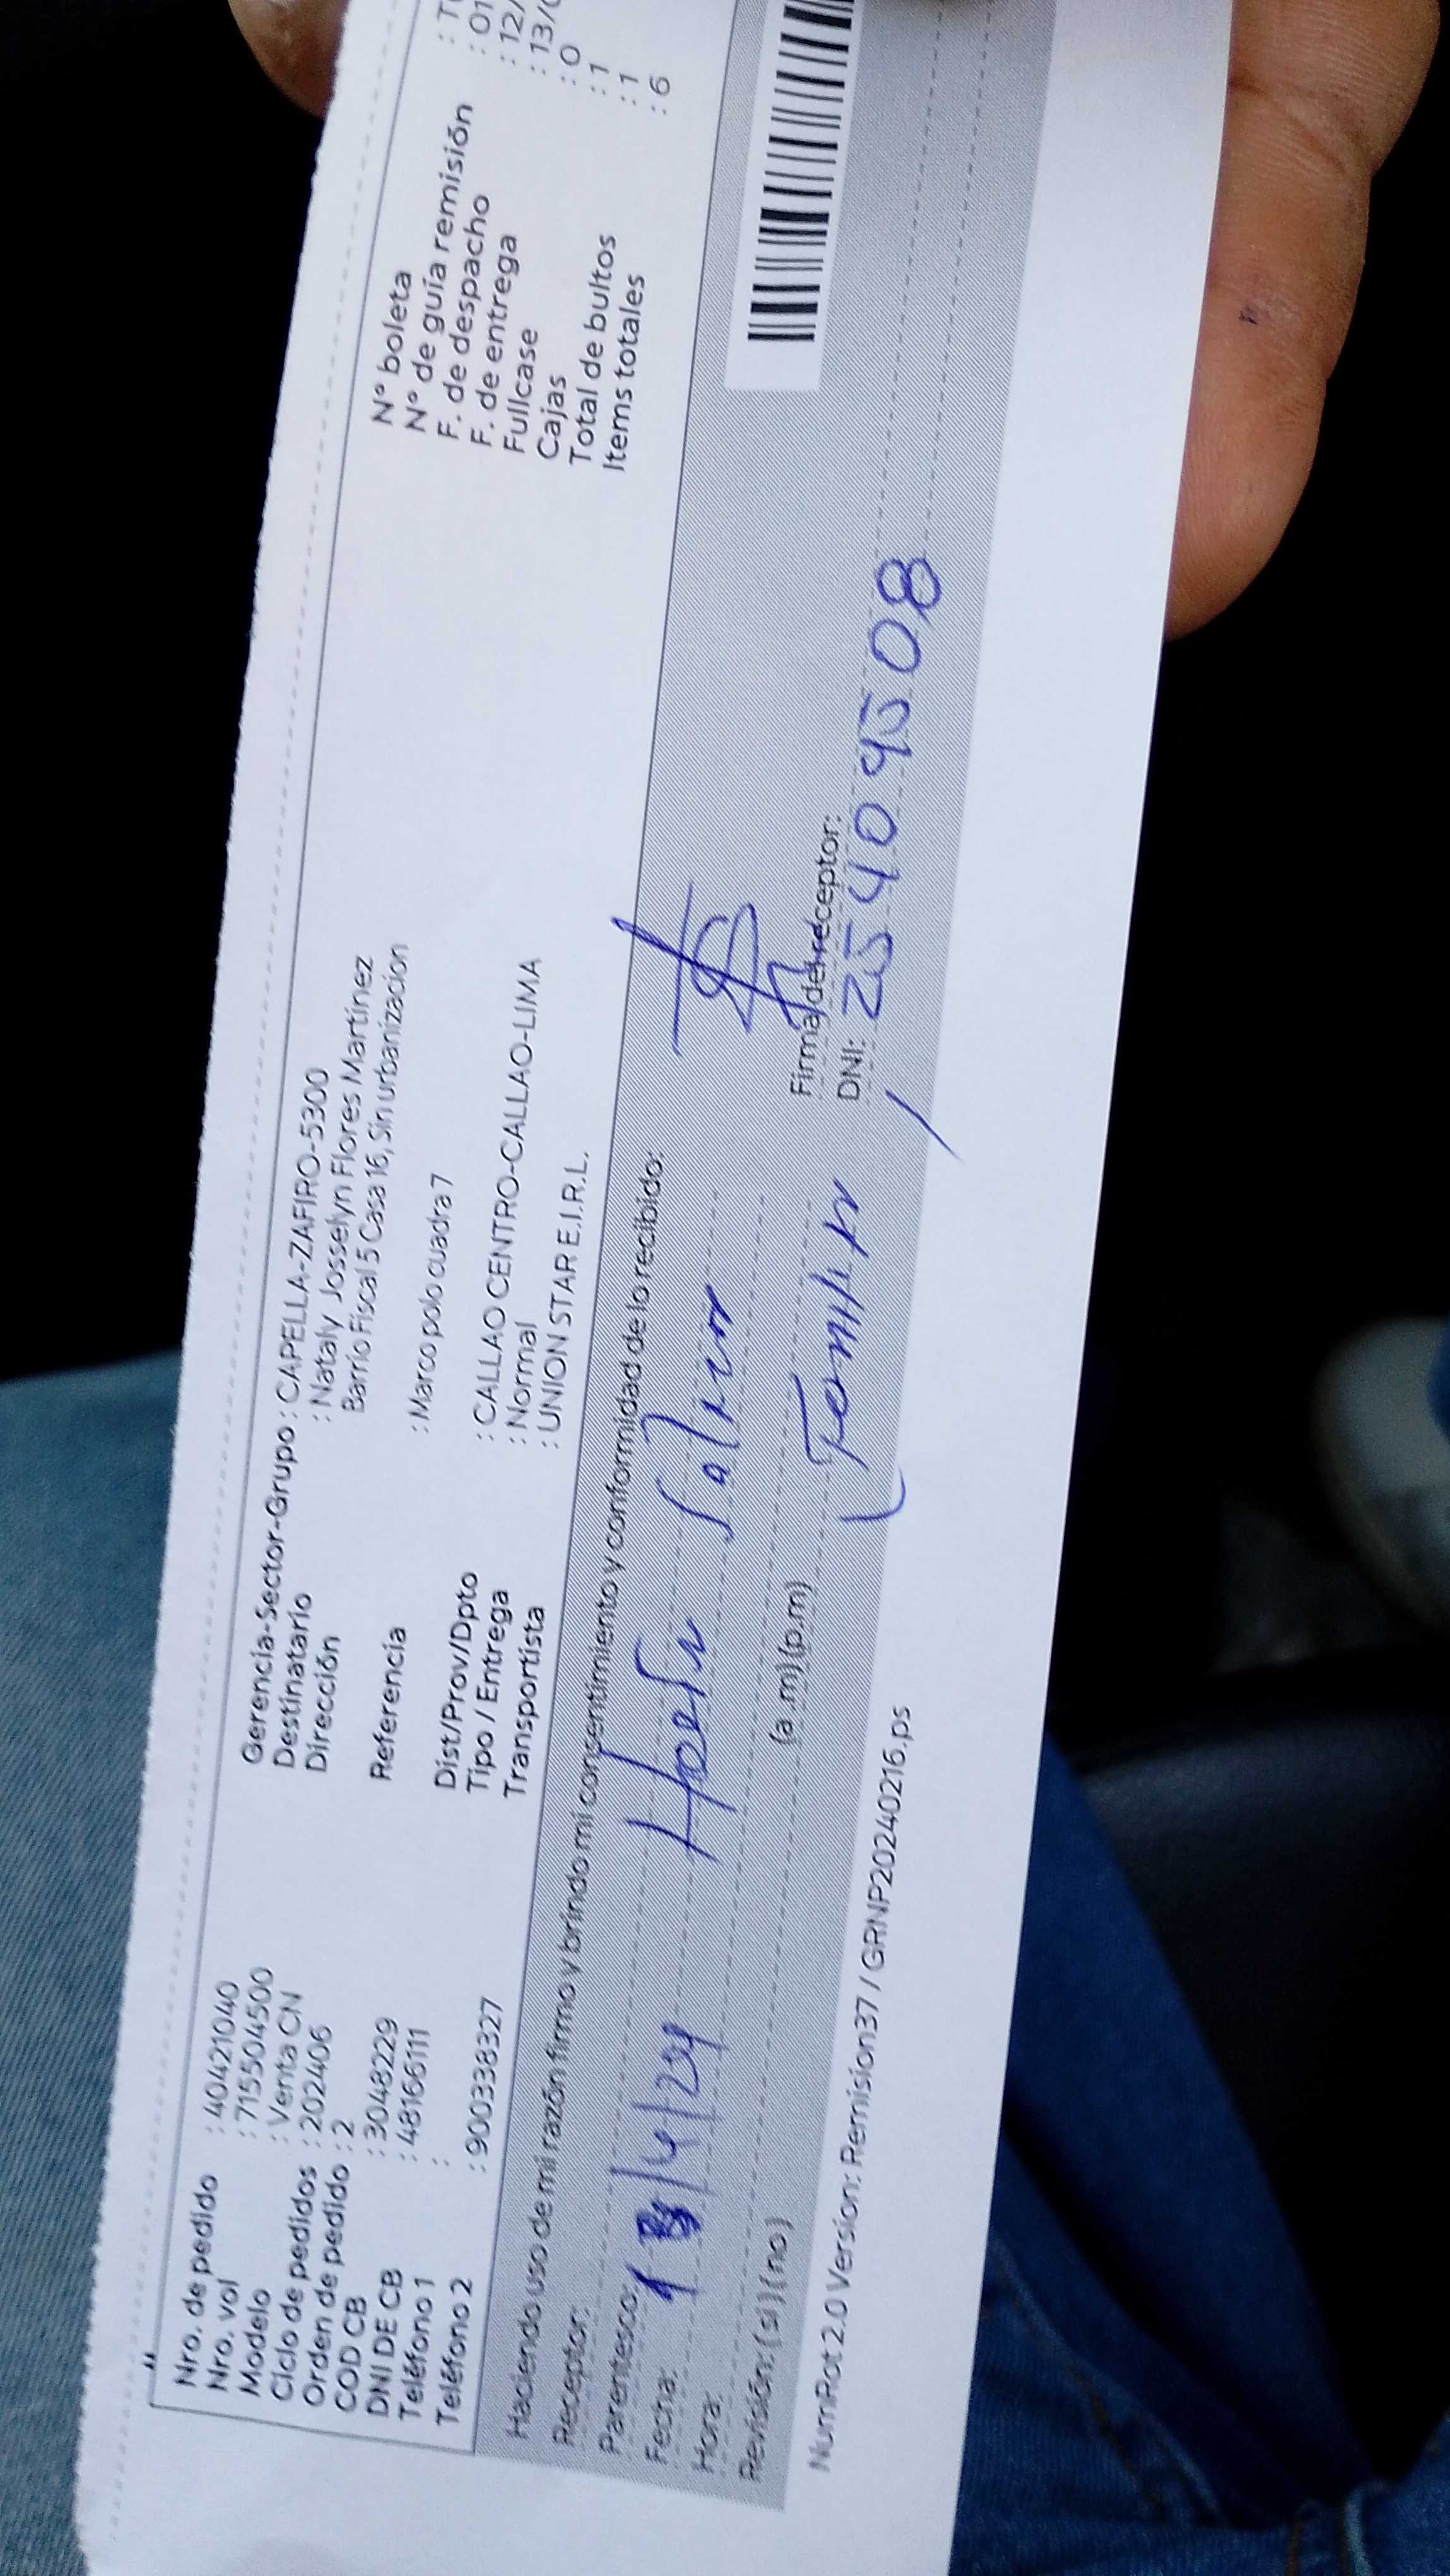 Nro. de pedido : 40421040
Nro. vol : 715504500
Modelo : Venta CN
Ciclo de pedidos : 202406
Orden de pedido : 2
COD CB : 3048229
DNI DE CB : 48166111
Teléfono 1 :
Teléfono 2 : 900338327
Gerencia-Sector-Grupo : CAPELLA-ZAFIRO-5300
Destinatario : Nataly Josselyn Flores Martinez
Dirección Barrio Fiscal 5 Casa 16, Sin urbanizacion
Referencia : Marco polo cuadra 7
Dist/Prov/Dpto : CALLAO CENTRO-CALLAO-LIMA
Tipo / Entrega : Normal
Transportista : UNION STAR E.I.R.L.
N° boleta
N° de guía remisión : 01
F. de despacho : 12/
F. de entrega : 13/
Fullcase : 0
Cajas : 1
Total de bultos : 1
Items totales : 6
Haciendo uso de mi razón firmo y brindo mi consentimiento y conformidad de lo recibido:
Receptor:
Parentesco:
Fecha: /4/24
Hora: (a.m)(p.m)
Revisión: (si) (no)
Firma del receptor:
DNI: 25409508
NumPot 2.0 Version: Remision37 / GRNP20240216.ps